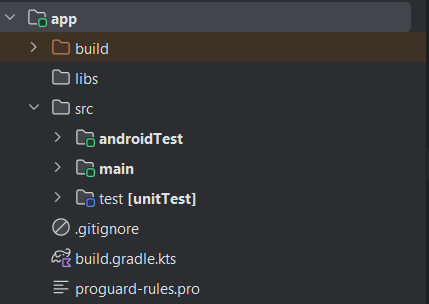 app
build
libs
src
androidTest
main
test [unitTest]
.gitignore
build.gradle.kts
proguard-rules.pro